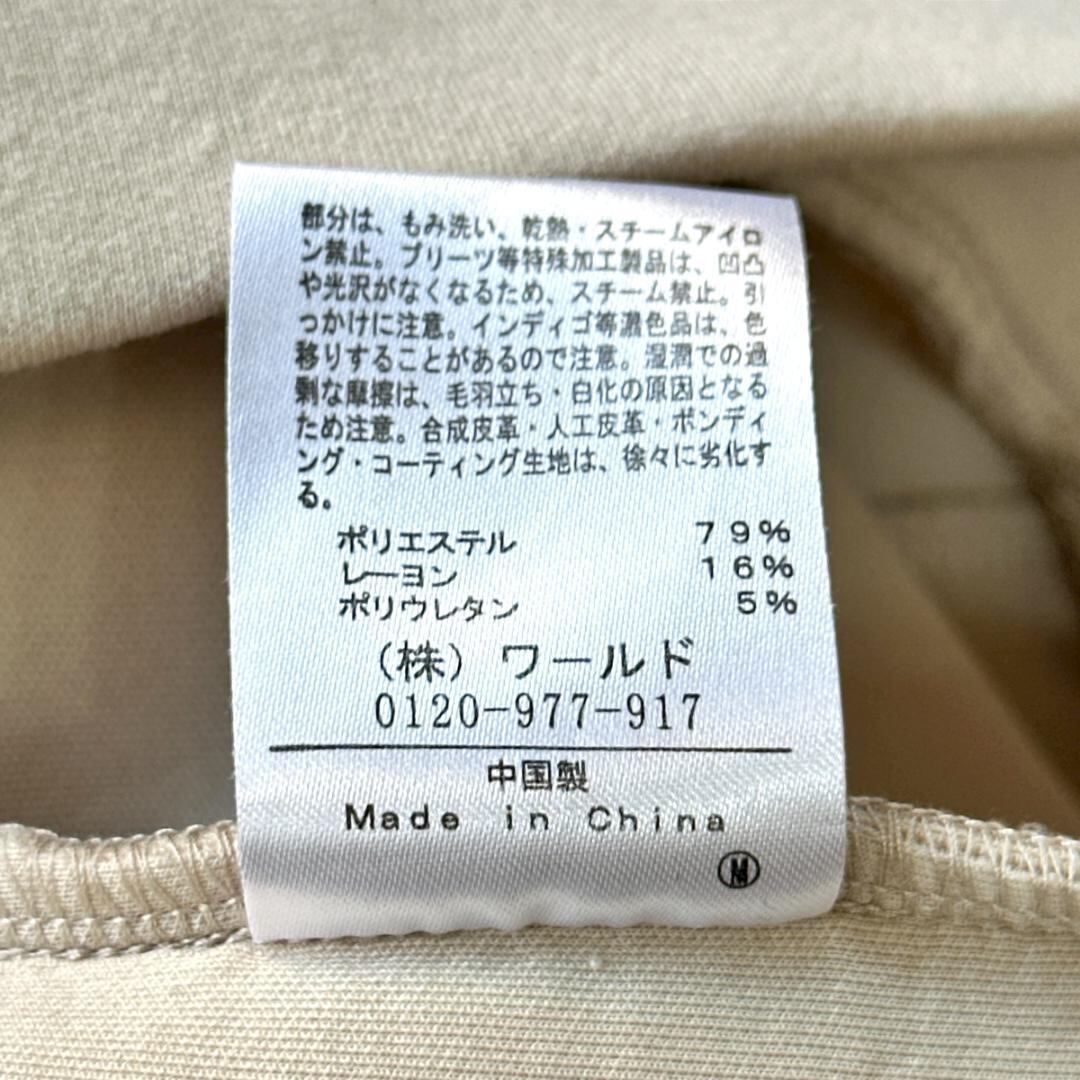 部分は、もみ洗い、乾熱・スチームアイロ
ン禁止。プリーツ等特殊加工製品は、凹凸
や光沢がなくなるため、スチーム禁止。引
っかけに注意。インディゴ等濃色品は、色
移りすることがあるので注意。湿潤での過
剰な摩擦は、毛羽立ち・白化の原因となる
ため注意。合成皮革・人工皮革・ボンディ
ング・コーティング生地は、徐々に劣化す
る。
ポリエステル 79%
レーヨン 16%
ポリウレタン 5%
(株)ワールド
0120-977-917
中国製
Made in China
Ⓜ